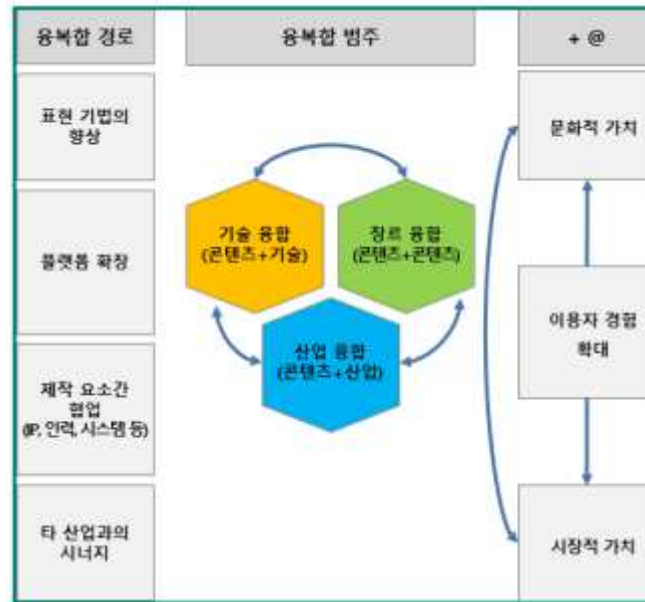 융복합 경로
융복합 범주
+ @
표현 기법의
향상
플랫폼 확장
제작 요소간
협업
(IP, 인력, 시스템 등)
타 산업과의
시너지
기술 융합
(콘텐츠+기술)
장르 융합
(콘텐츠+콘텐츠)
산업 융합
(콘텐츠+산업)
문화적 가치
이용자 경험
확대
시장적 가치